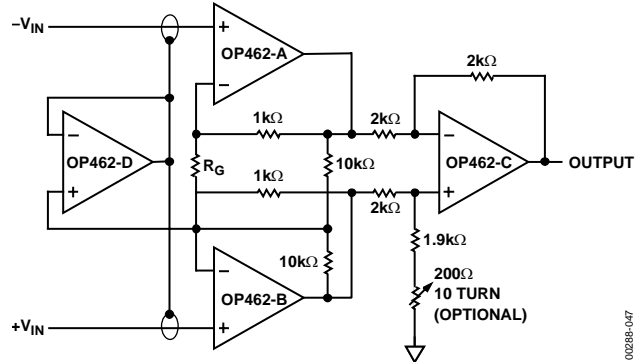 –VIN
+
OP462-A
–
2kΩ
1kΩ
2kΩ
–
–
OP462-D
+
RG
10kΩ
OP462-C
OUTPUT
1kΩ
2kΩ
+
1.9kΩ
–
10kΩ
OP462-B
200Ω
10 TURN
(OPTIONAL)
+VIN
+
00288-047